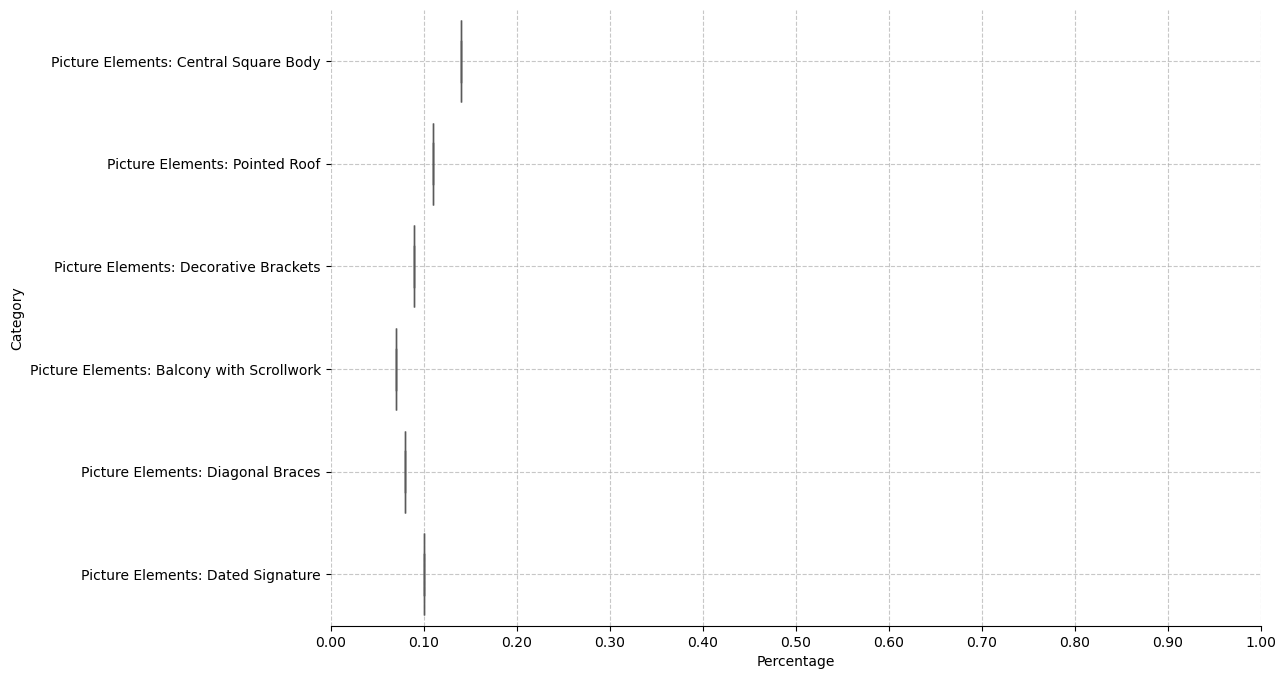 Picture Elements: Central Square Body
Picture Elements: Pointed Roof
Picture Elements: Decorative Brackets
Picture Elements: Balcony with Scrollwork
Picture Elements: Diagonal Braces
Picture Elements: Dated Signature
Category
0.00 0.10 0.20 0.30 0.40 0.50 0.60 0.70 0.80 0.90 1.00
Percentage